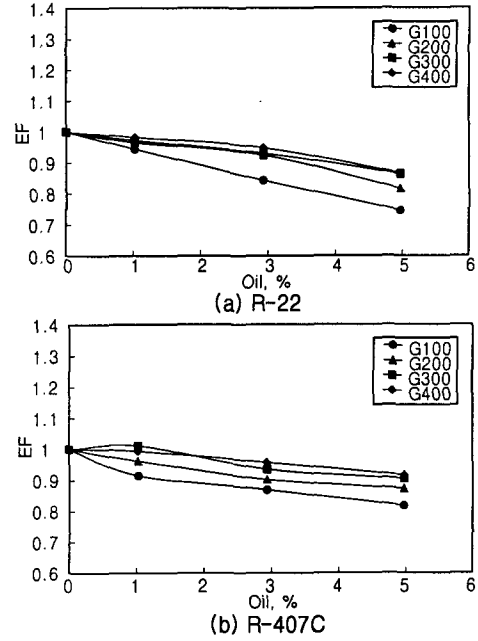 1.4
1.3
1.2
1.1
1
0.9
0.8
0.7
0.6
EF
G100
G200
G300
G400
0 1 2 3 4 5 6
Oil, %
(a) R-22
1.4
1.3
1.2
1.1
1
0.9
0.8
0.7
0.6
EF
G100
G200
G300
G400
0 1 2 3 4 5 6
Oil, %
(b) R-407C